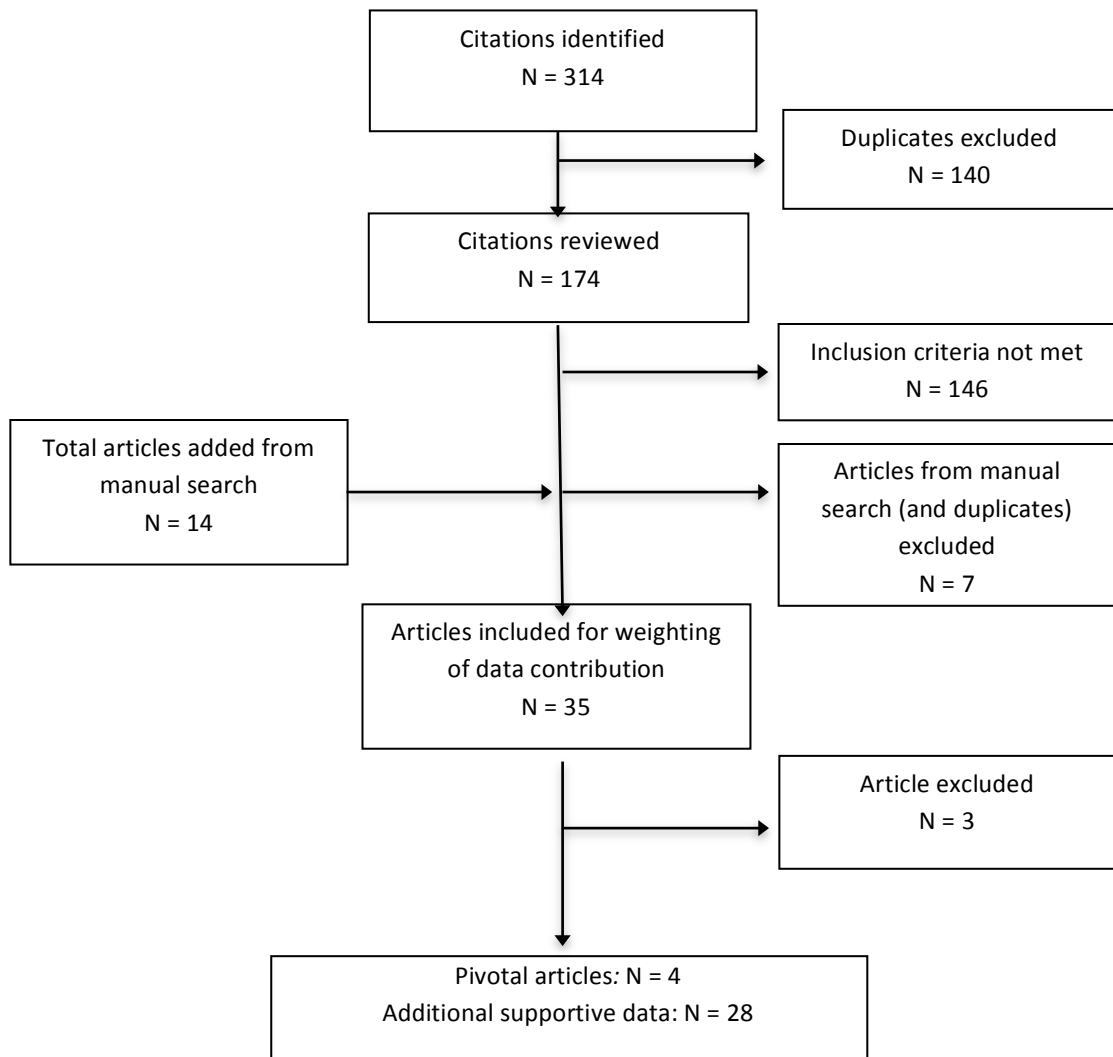 Citations identified
N = 314
Duplicates excluded
N = 140
Citations reviewed
N = 174
Inclusion criteria not met
N = 146
Total articles added from
manual search
N = 14
Articles from manual
search (and duplicates)
excluded
N = 7
Articles included for weighting
of data contribution
N = 35
Article excluded
N = 3
Pivotal articles: N = 4
Additional supportive data: N = 28